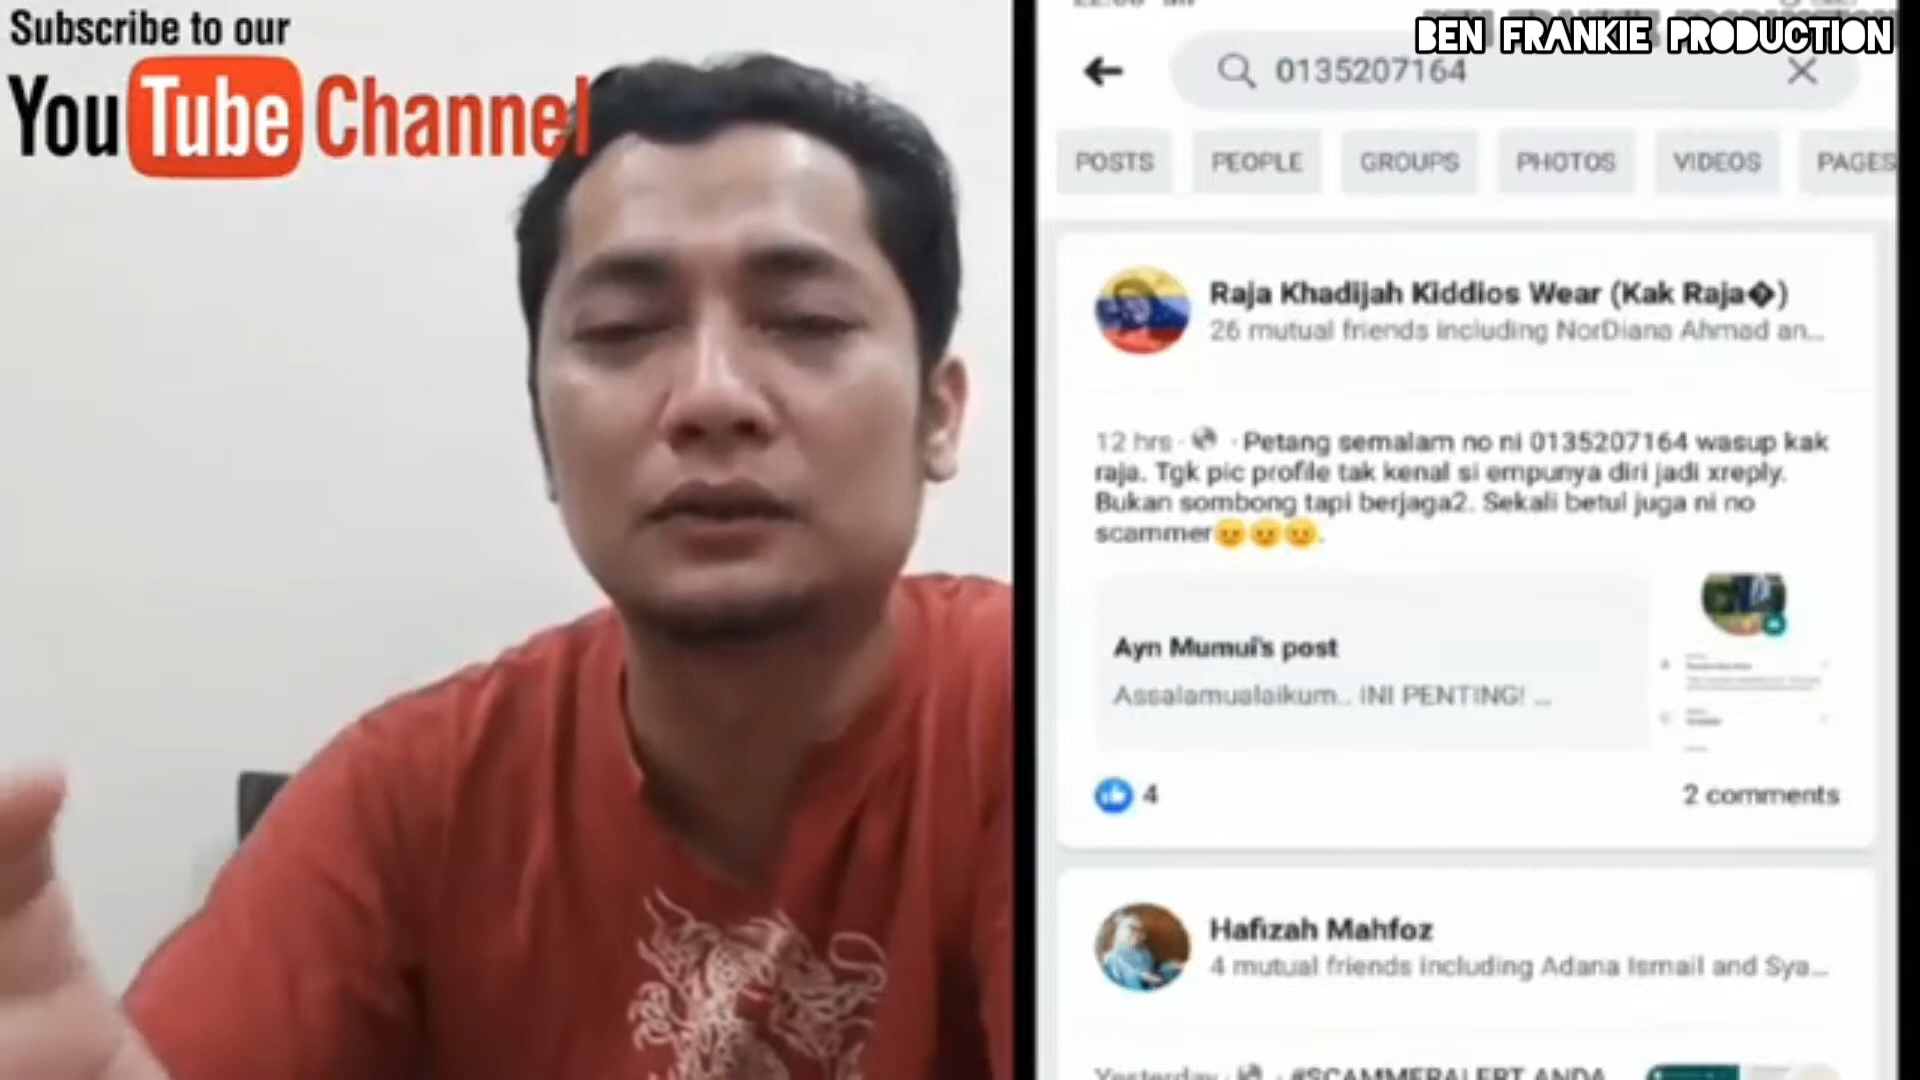 Subscribe to our
YouTube Channel
BEN FRANKIE PRODUCTION
0135207164
POSTS
PEOPLE
GROUPS
PHOTOS
VIDEOS
PAGES
Raja Khadijah Kiddios Wear (Kak Raja�)
26 mutual friends including NorDiana Ahmad an...
12 hrs · · Petang semalam no ni 0135207164 wasup kak
raja. Tgk pic profile tak kenal si empunya diri jadi xreply.
Bukan sombong tapi berjaga2. Sekali betul juga ni no
scammer😐😐😐.
Ayn Mumui's post
Assalamualaikum.. INI PENTING! ...
4
2 comments
Hafizah Mahfoz
4 mutual friends including Adana Ismail and Sya...
Yesterday · · #SCAMMERALERT ANDA